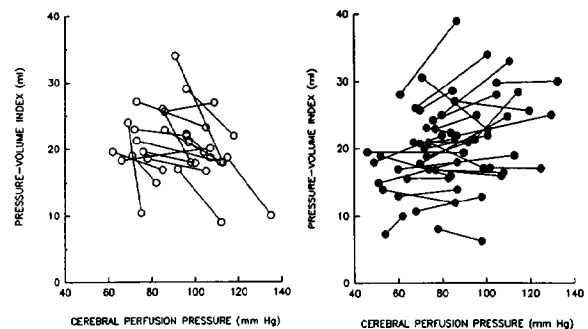 PRESSURE-VOLUME INDEX (ml)
40
30
20
10
0
40 60 80 100 120 140
CEREBRAL PERFUSION PRESSURE (mm Hg)
PRESSURE-VOLUME INDEX (ml)
40
30
20
10
0
40 60 80 100 120 140
CEREBRAL PERFUSION PRESSURE (mm Hg)